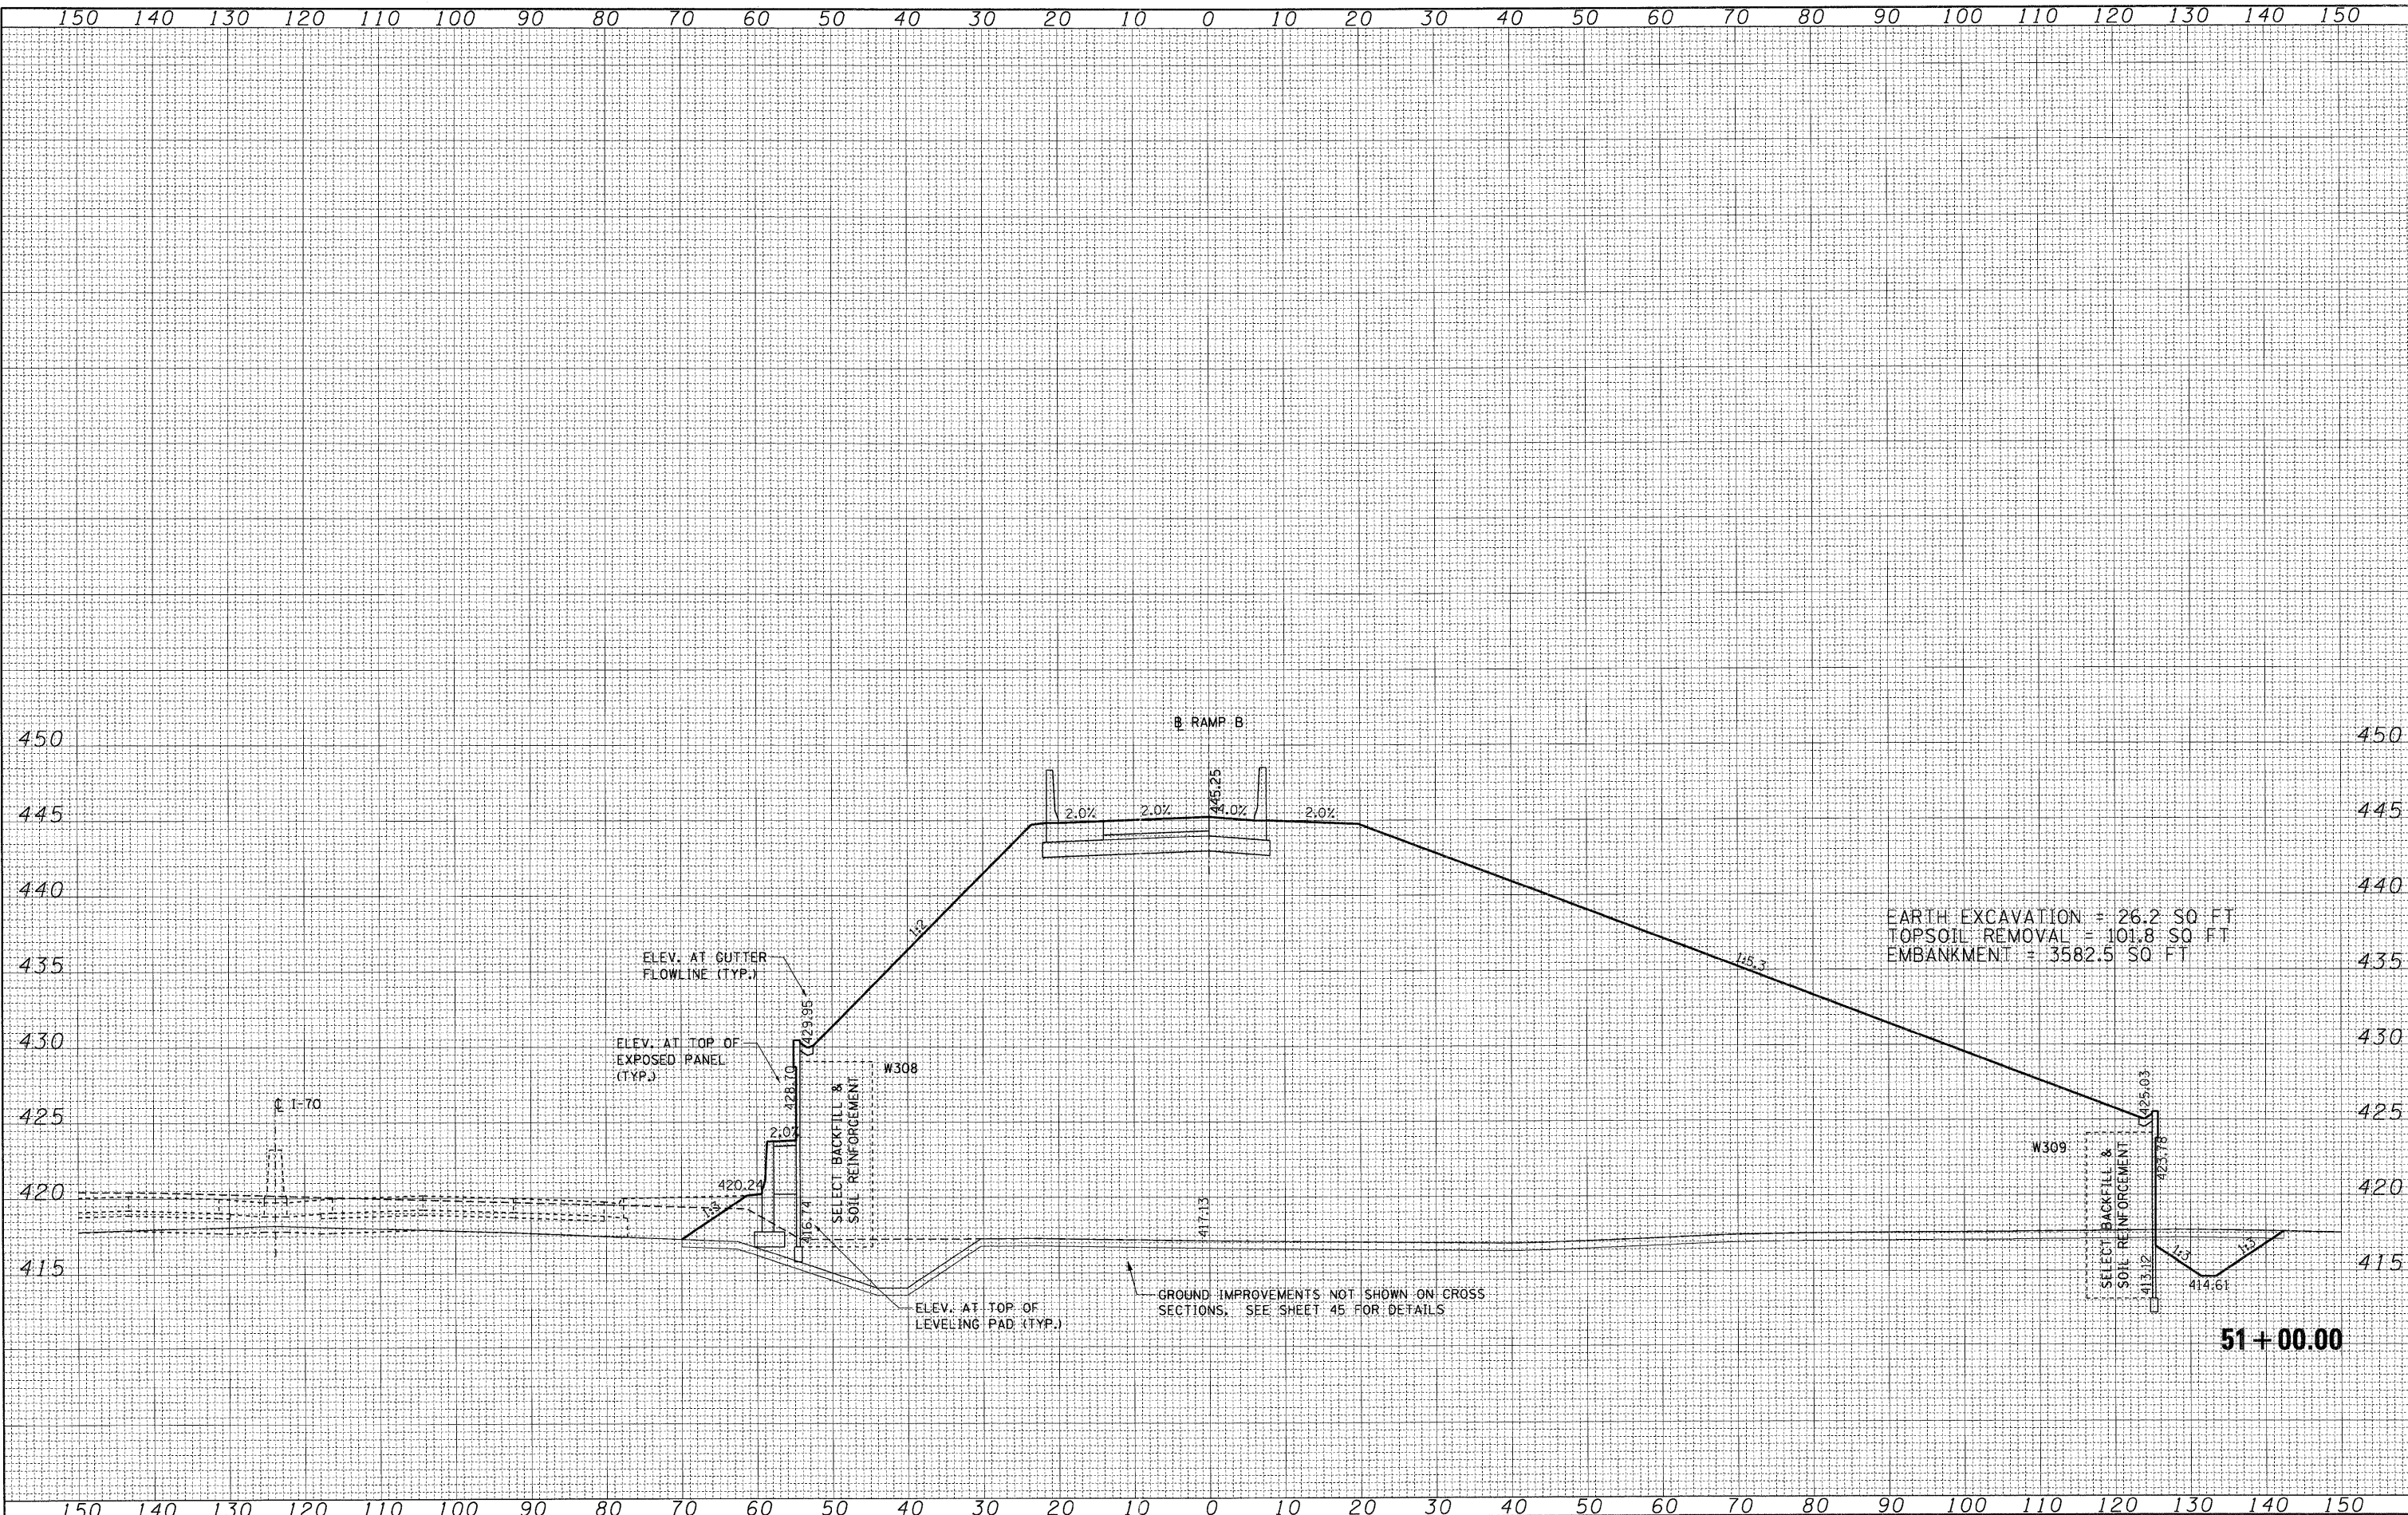 150 140 130 120 110 100 90 80 70 60 50 40 30 20 10 0 10 20 30 40 50 60 70 80 90 100 110 120 130 140 150
℄ RAMP B
450 450
445.25
445 2.0% 2.0% 4.0% 2.0% 445
440 440
1:2
EARTH EXCAVATION = 26.2 SQ FT
TOPSOIL REMOVAL = 101.8 SQ FT
EMBANKMENT = 3582.5 SQ FT
ELEV. AT GUTTER
FLOWLINE (TYP.)
435 1:5.3 435
429.95
430 430
ELEV. AT TOP OF
EXPOSED PANEL
(TYP.)
428.70
W308
SELECT BACKFILL &
SOIL REINFORCEMENT
℄ I-70
425 425.03 425
2.0%
W309
423.78
SELECT BACKFILL &
SOIL REINFORCEMENT
420 420.24 420
416.74
417.13
415 413.12 1:3 1:3 415
414.61
GROUND IMPROVEMENTS NOT SHOWN ON CROSS
SECTIONS. SEE SHEET 45 FOR DETAILS
ELEV. AT TOP OF
LEVELING PAD (TYP.)
51+00.00
150 140 130 120 110 100 90 80 70 60 50 40 30 20 10 0 10 20 30 40 50 60 70 80 90 100 110 120 130 140 150